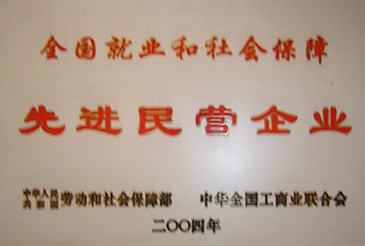 全国就业和社会保障
先进民营企业
中华人民共和国劳动和社会保障部 中华全国工商业联合会
二〇〇四年